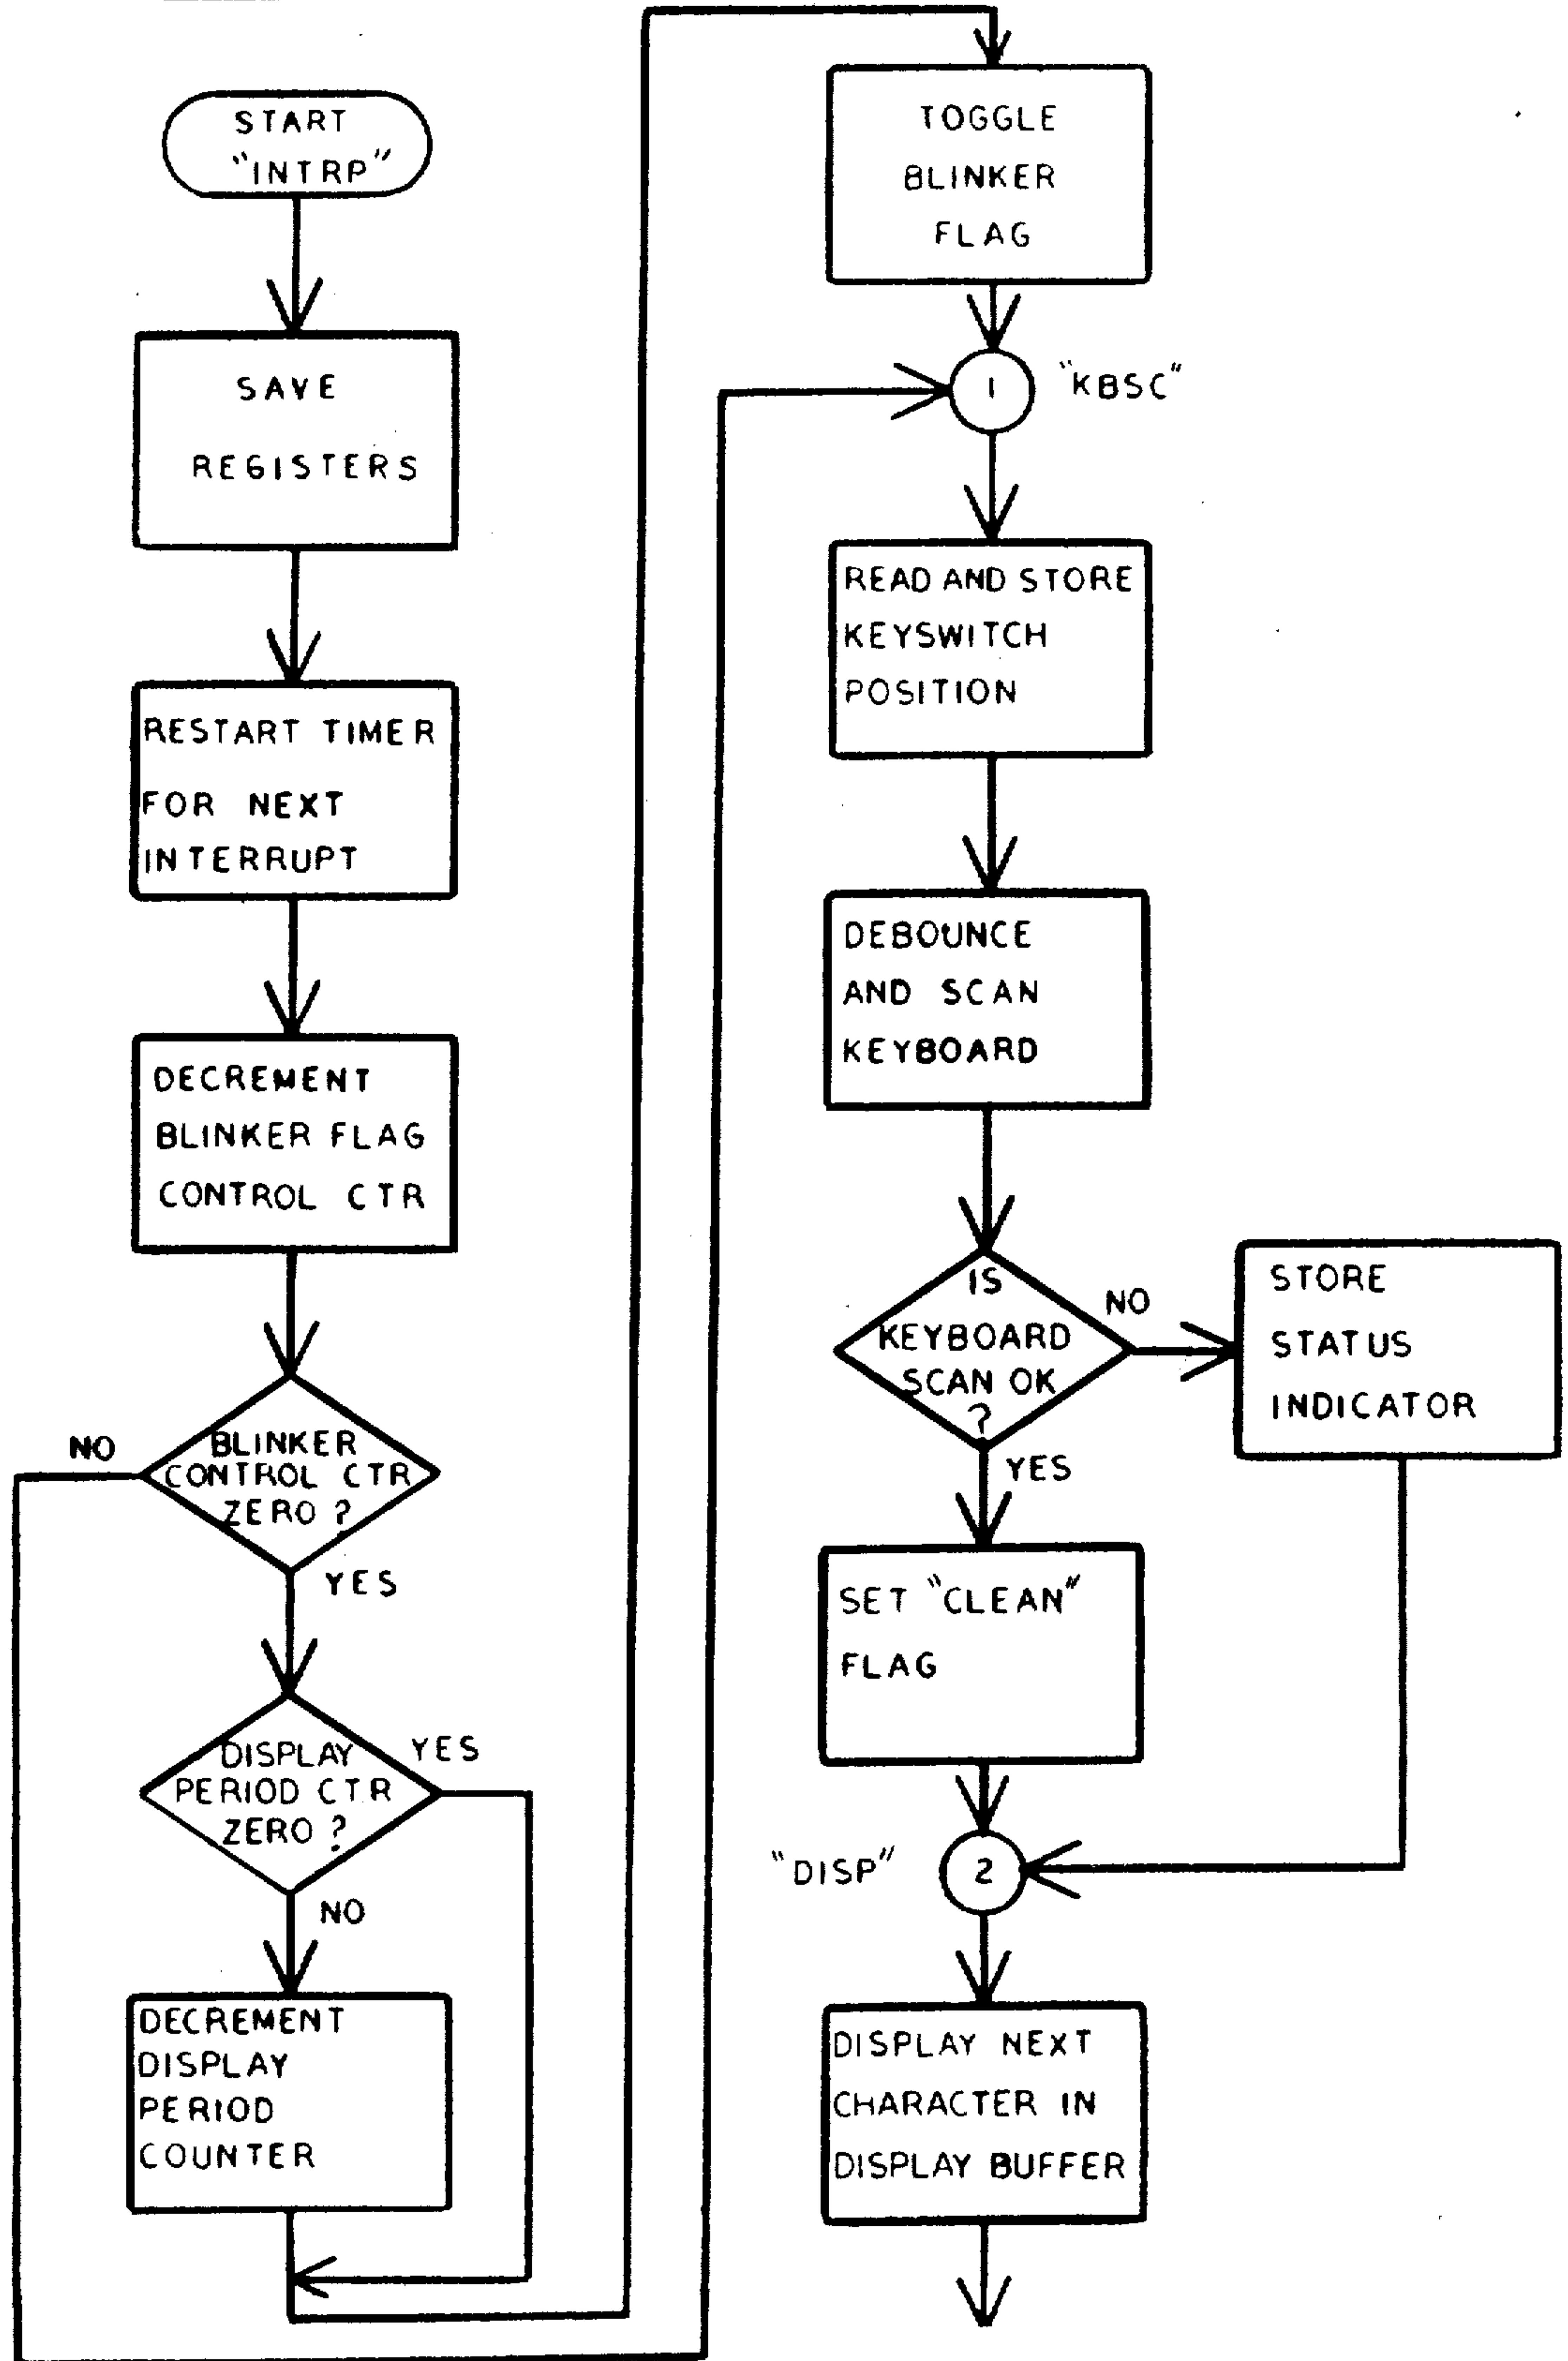 START
"INTRP"
SAVE
REGISTERS
RESTART TIMER
FOR NEXT
INTERRUPT
DECREMENT
BLINKER FLAG
CONTROL CTR
NO
BLINKER
CONTROL CTR
ZERO ?
YES
DISPLAY
PERIOD CTR
ZERO ?
YES
NO
DECREMENT
DISPLAY
PERIOD
COUNTER
TOGGLE
BLINKER
FLAG
1
"KBSC"
READ AND STORE
KEYSWITCH
POSITION
DEBOUNCE
AND SCAN
KEYBOARD
IS
KEYBOARD
SCAN OK
?
NO
STORE
STATUS
INDICATOR
YES
SET "CLEAN"
FLAG
"DISP"
2
DISPLAY NEXT
CHARACTER IN
DISPLAY BUFFER